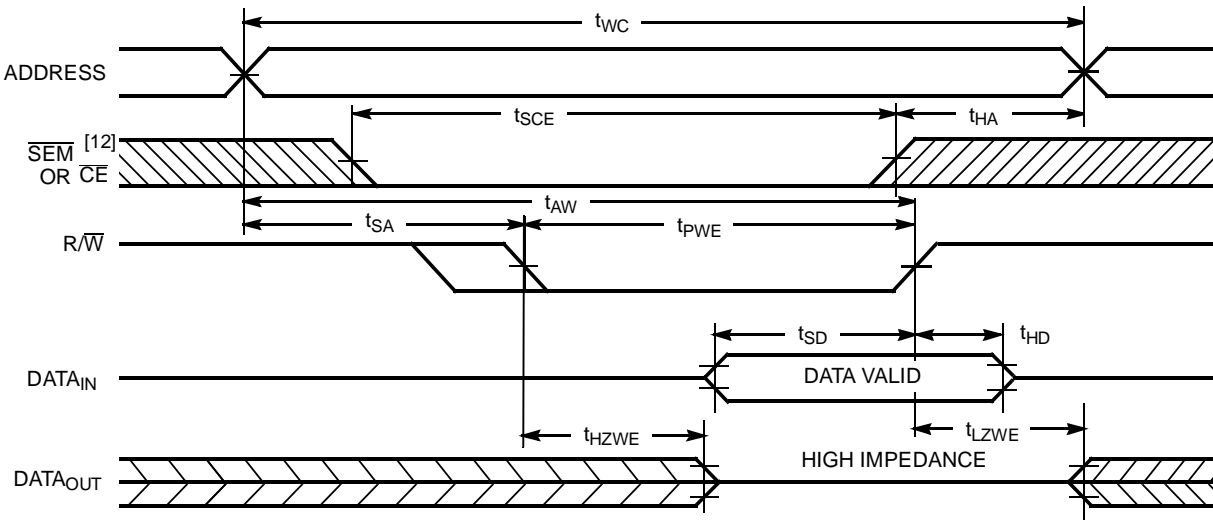 tWC
ADDRESS
tSCE
tHA
SEM [12]
OR CE
tAW
tSA
tPWE
R/W
tSD
tHD
DATAIN
DATA VALID
tHZWE
tLZWE
HIGH IMPEDANCE
DATAOUT